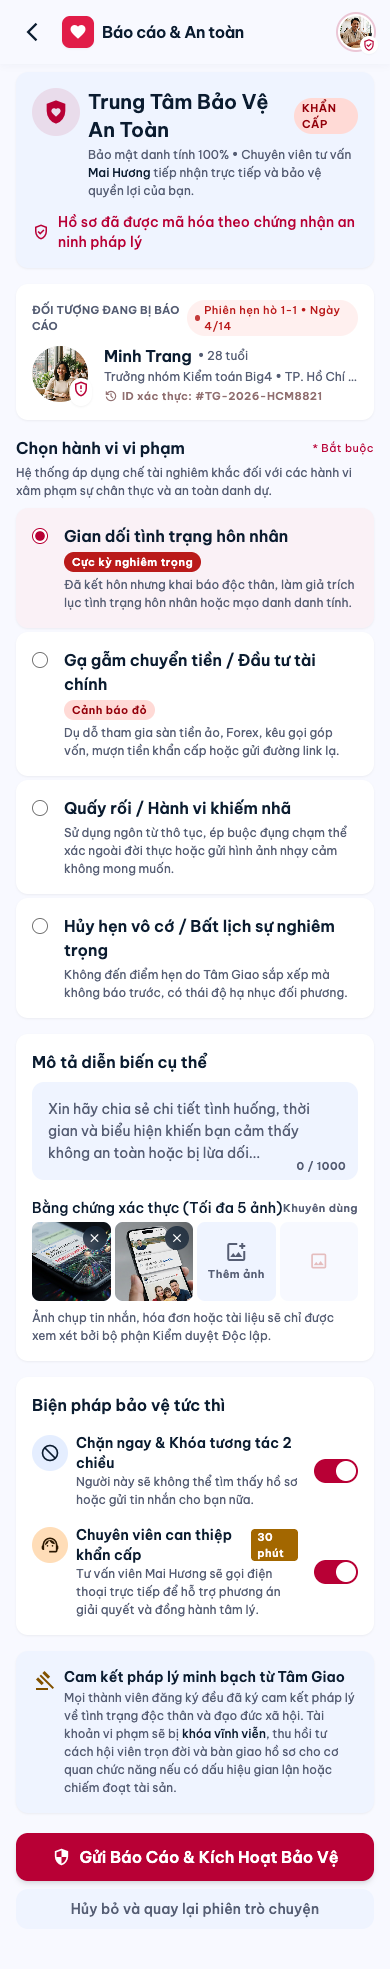 Báo cáo & An toàn
Trung Tâm Bảo Vệ
An Toàn
KHẨN
CẤP
Bảo mật danh tính 100% • Chuyên viên tư vấn
Mai Hương tiếp nhận trực tiếp và bảo vệ
quyền lợi của bạn.
Hồ sơ đã được mã hóa theo chứng nhận an
ninh pháp lý
ĐỐI TƯỢNG ĐANG BỊ BÁO
CÁO
• Phiên hẹn hò 1-1 • Ngày
4/14
Minh Trang • 28 tuổi
Trưởng nhóm Kiểm toán Big4 • TP. Hồ Chí ...
ID xác thực: #TG-2026-HCM8821
Chọn hành vi vi phạm
* Bắt buộc
Hệ thống áp dụng chế tài nghiêm khắc đối với các hành vi
xâm phạm sự chân thực và an toàn danh dự.
Gian dối tình trạng hôn nhân
Cực kỳ nghiêm trọng
Đã kết hôn nhưng khai báo độc thân, làm giả trích
lục tình trạng hôn nhân hoặc mạo danh danh tính.
Gạ gẫm chuyển tiền / Đầu tư tài
chính
Cảnh báo đỏ
Dụ dỗ tham gia sàn tiền ảo, Forex, kêu gọi góp
vốn, mượn tiền khẩn cấp hoặc gửi đường link lạ.
Quấy rối / Hành vi khiếm nhã
Sử dụng ngôn từ thô tục, ép buộc đụng chạm thể
xác ngoài đời thực hoặc gửi hình ảnh nhạy cảm
không mong muốn.
Hủy hẹn vô cớ / Bất lịch sự nghiêm
trọng
Không đến điểm hẹn do Tâm Giao sắp xếp mà
không báo trước, có thái độ hạ nhục đối phương.
Mô tả diễn biến cụ thể
Xin hãy chia sẻ chi tiết tình huống, thời
gian và biểu hiện khiến bạn cảm thấy
không an toàn hoặc bị lừa dối...
0 / 1000
Bằng chứng xác thực (Tối đa 5 ảnh)
Khuyên dùng
Thêm ảnh
Ảnh chụp tin nhắn, hóa đơn hoặc tài liệu sẽ chỉ được
xem xét bởi bộ phận Kiểm duyệt Độc lập.
Biện pháp bảo vệ tức thì
Chặn ngay & Khóa tương tác 2
chiều
Người này sẽ không thể tìm thấy hồ sơ
hoặc gửi tin nhắn cho bạn nữa.
Chuyên viên can thiệp
khẩn cấp
30
phút
Tư vấn viên Mai Hương sẽ gọi điện
thoại trực tiếp để hỗ trợ phương án
giải quyết và đồng hành tâm lý.
Cam kết pháp lý minh bạch từ Tâm Giao
Mọi thành viên đăng ký đều đã ký cam kết pháp lý
về tình trạng độc thân và đạo đức xã hội. Tài
khoản vi phạm sẽ bị khóa vĩnh viễn, thu hồi tư
cách hội viên trọn đời và bàn giao hồ sơ cho cơ
quan chức năng nếu có dấu hiệu gian lận hoặc
chiếm đoạt tài sản.
Gửi Báo Cáo & Kích Hoạt Bảo Vệ
Hủy bỏ và quay lại phiên trò chuyện